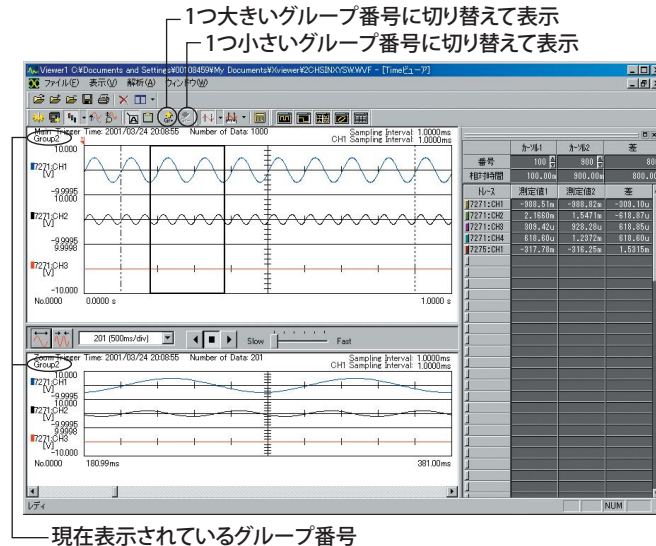 1つ大きいグループ番号に切り替えて表示
1つ小さいグループ番号に切り替えて表示
Viewer1 C:¥Documents and Settings¥00108459¥My Documents¥Xviewer¥2CHSINXYSW.WVF - [Timeビューア]
ファイル(F) 表示(V) 解析(A) ウィンドウ(W)
Main Trigger Time: 2001/03/24 20:08:55 Number of Data: 1000 Sampling Interval: 1.0000ms
Group2 CH1 Sampling Interval: 1.0000ms
10.000
7271:CH1
[V]
-9.9995
10.000
7271:CH2
[V]
-9.9995
9.9998
7271:CH3
[V]
-10.000
No.0000 0.0000 s 1.0000 s
201 (500ms/div) Slow Fast
Zoom Trigger Time: 2001/03/24 20:08:55 Number of Data: 201 Sampling Interval: 1.0000ms
Group2 CH1 Sampling Interval: 1.0000ms
10.000
7271:CH1
[V]
-9.9995
10.000
7271:CH2
[V]
-9.9995
9.9998
7271:CH3
[V]
-10.000
No.0000 180.99ms 381.00ms
カーソル1 カーソル2 差
番号 100 900 800
相対時間 100.00m 900.00m 800.00
トレース 測定値1 測定値2 差
7271:CH1 -908.51m -988.82m -309.10u
7271:CH2 2.1660m 1.5471m -618.87u
7271:CH3 309.42u 928.28u 618.85u
7271:CH4 618.60u 1.2372m 618.60u
7275:CH1 -317.78m -316.25m 1.5315m
レディ NUM
現在表示されているグループ番号